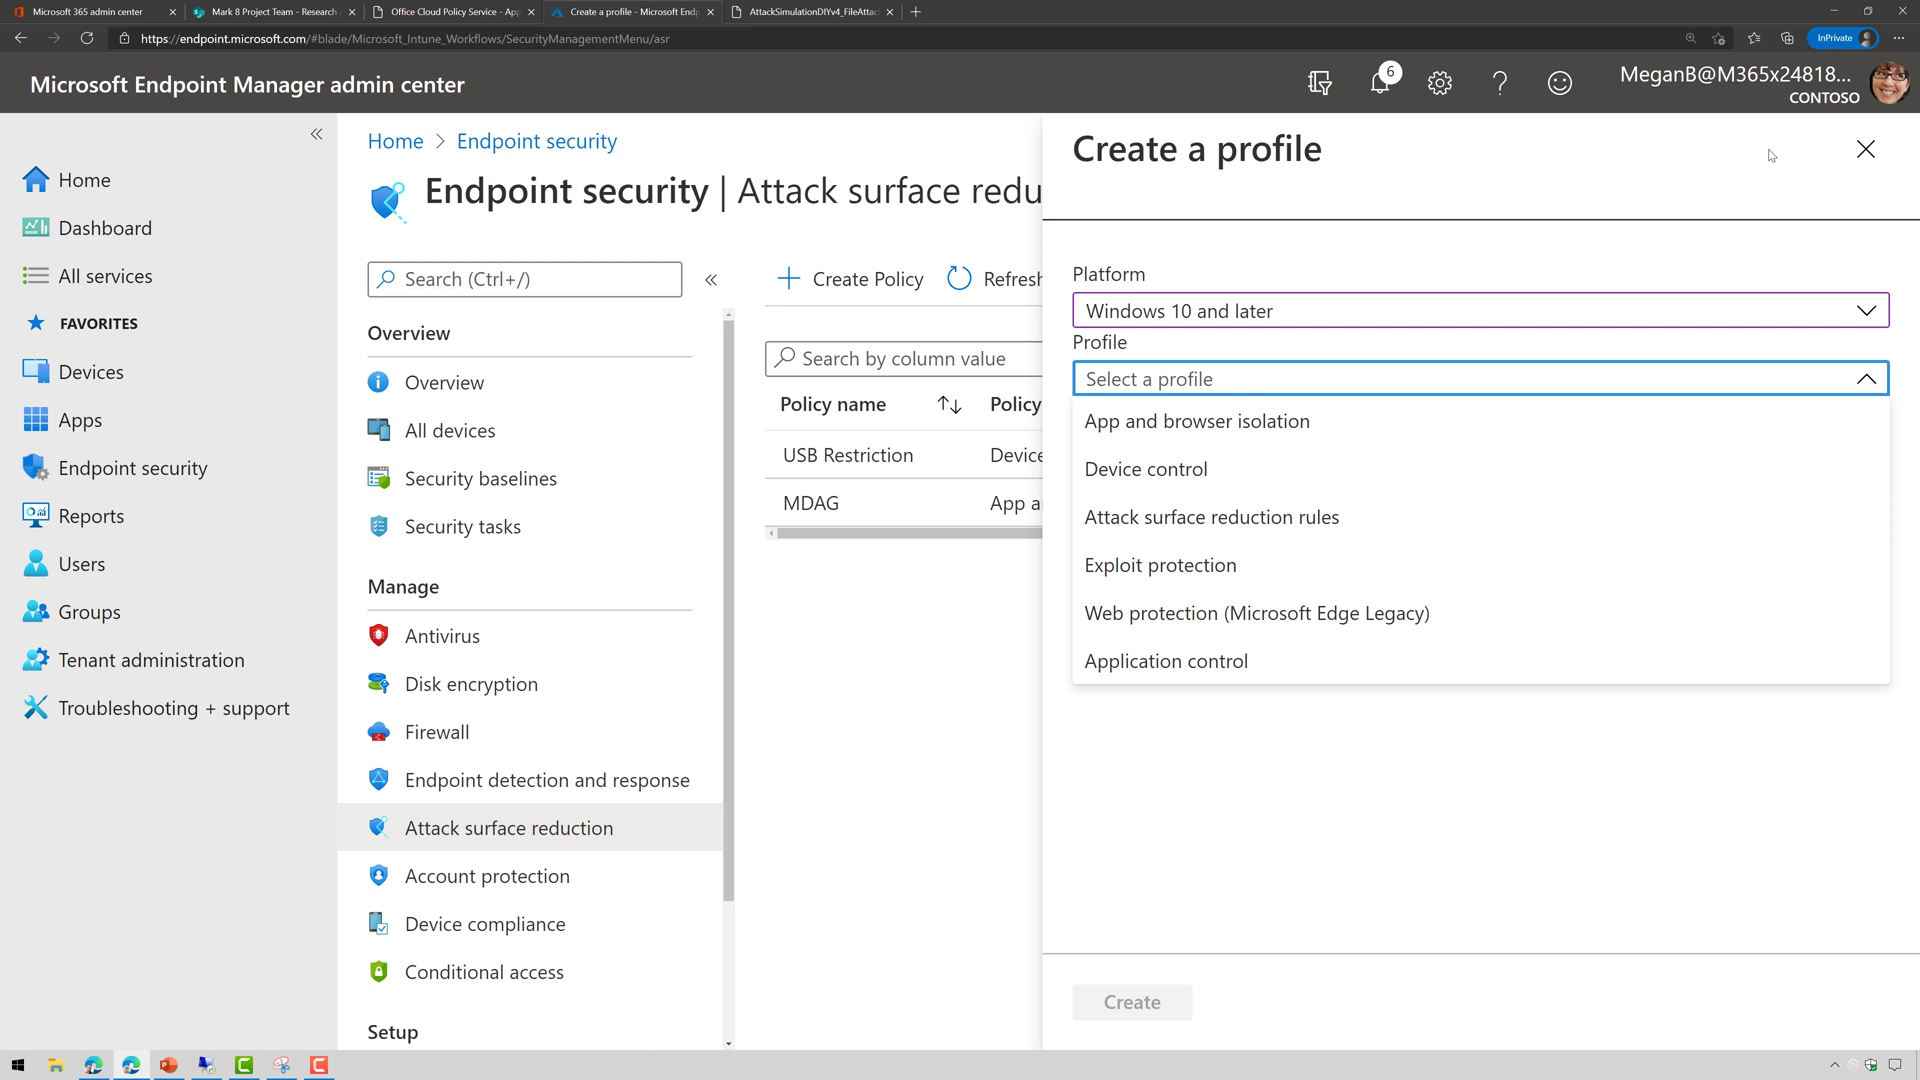 Microsoft 365 admin center
Mark 8 Project Team - Research
Office Cloud Policy Service - App
Create a profile - Microsoft Endp
AttackSimulationDIYv4_FileAttac
https://endpoint.microsoft.com/#blade/Microsoft_Intune_Workflows/SecurityManagementMenu/asr
InPrivate
Microsoft Endpoint Manager admin center
6
MeganB@M365x24818...
CONTOSO
Home
Dashboard
All services
FAVORITES
Devices
Apps
Endpoint security
Reports
Users
Groups
Tenant administration
Troubleshooting + support
Home > Endpoint security
Endpoint security | Attack surface redu
Search (Ctrl+/)
Overview
Overview
All devices
Security baselines
Security tasks
Manage
Antivirus
Disk encryption
Firewall
Endpoint detection and response
Attack surface reduction
Account protection
Device compliance
Conditional access
Setup
Create Policy
Refresh
Search by column value
Policy name
Policy
USB Restriction
Device
MDAG
App a
Create a profile
Platform
Windows 10 and later
Profile
Select a profile
App and browser isolation
Device control
Attack surface reduction rules
Exploit protection
Web protection (Microsoft Edge Legacy)
Application control
Create